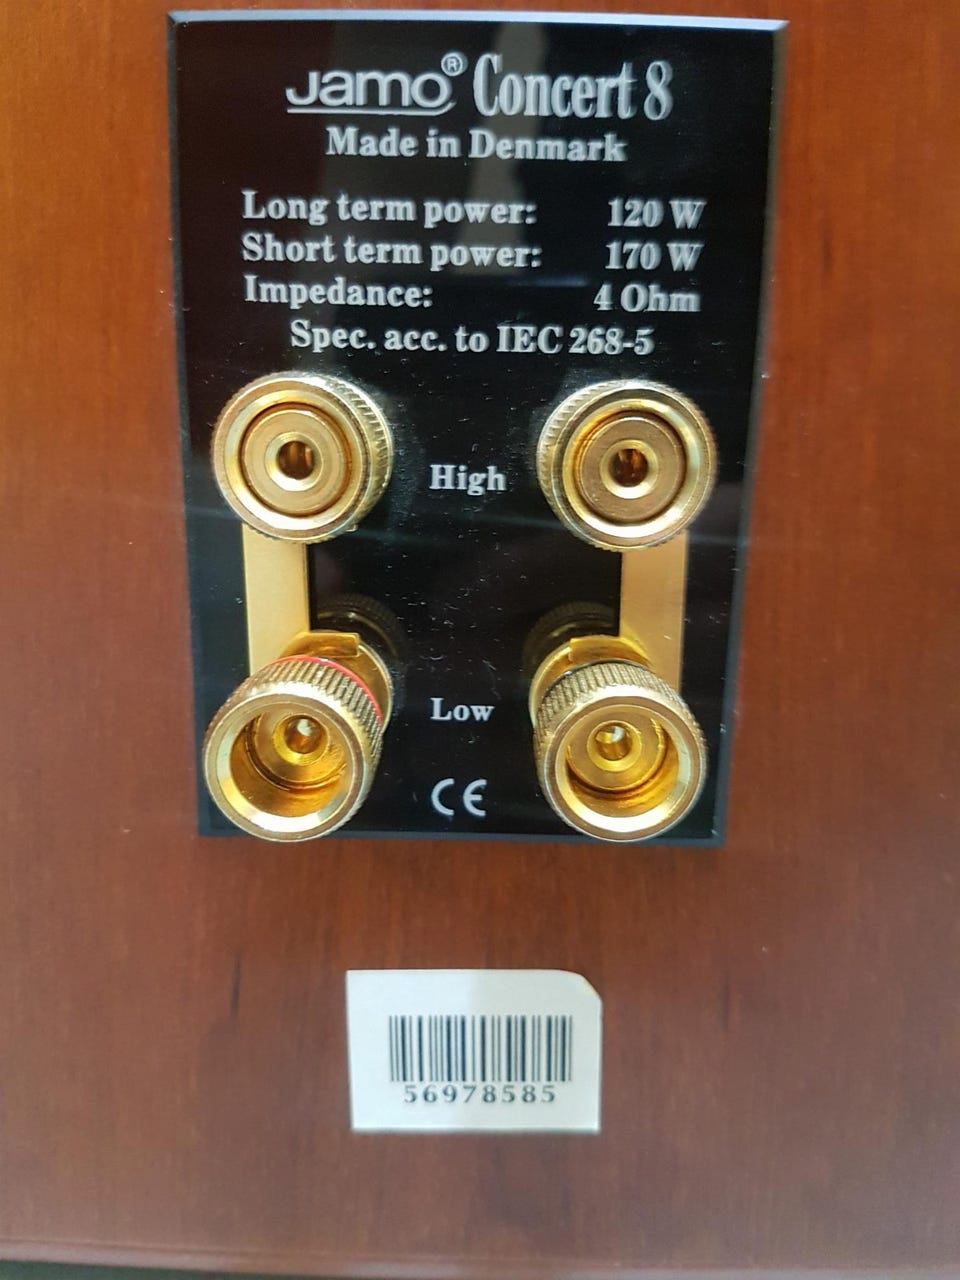 Jamo® Concert 8
Made in Denmark
Long term power: 120 W
Short term power: 170 W
Impedance: 4 Ohm
Spec. acc. to IEC 268-5
High
Low
CE
56978585